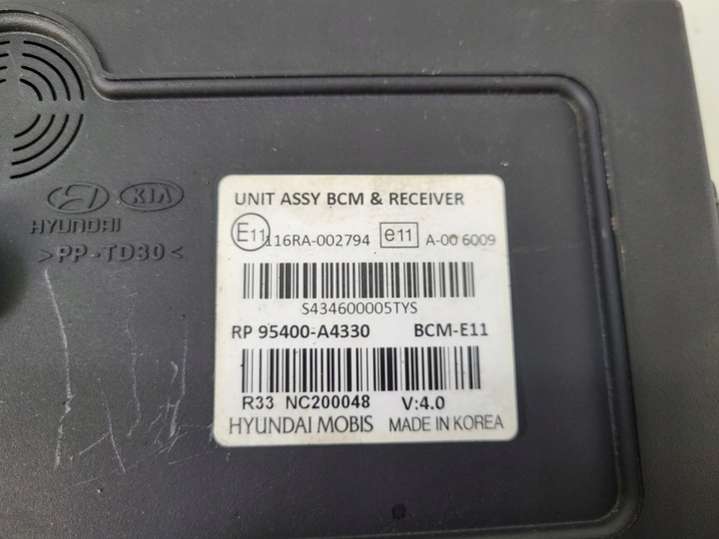 HYUNDAI KIA
>PP-TD30<
UNIT ASSY BCM & RECEIVER
E11 116RA-002794 e11 A-00 6009
S434600005TYS
RP 95400-A4330 BCM-E11
R33 NC200048 V:4.0
HYUNDAI MOBIS MADE IN KOREA